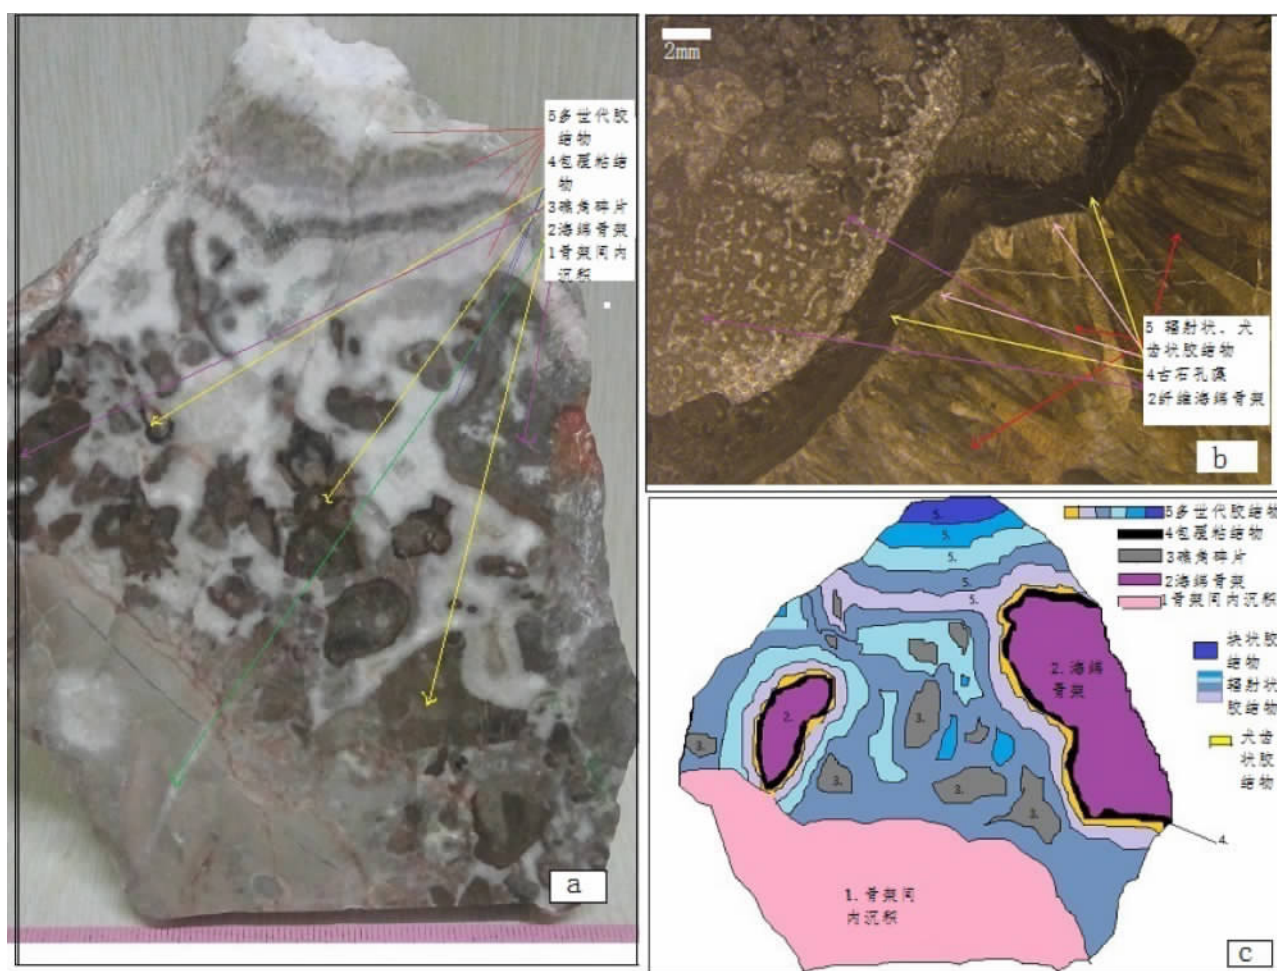 5多世代胶
结物
4包覆粘结
物
3礁角碎片
2海绵骨架
1骨架间内
沉积
a
2mm
5 辐射状、犬
齿状胶结物
4古石孔藻
2纤维海绵骨架
b
5多世代胶结物
4包覆粘结物
3礁角碎片
2海绵骨架
1骨架间内沉积
块状胶
结物
辐射状
胶结物
犬齿
状胶
结物
5.
5.
5.
5.
5.
2.海绵
骨架
2.
3.
3.
3.
3.
3.
3.
4.
1.骨架间
内沉积
c